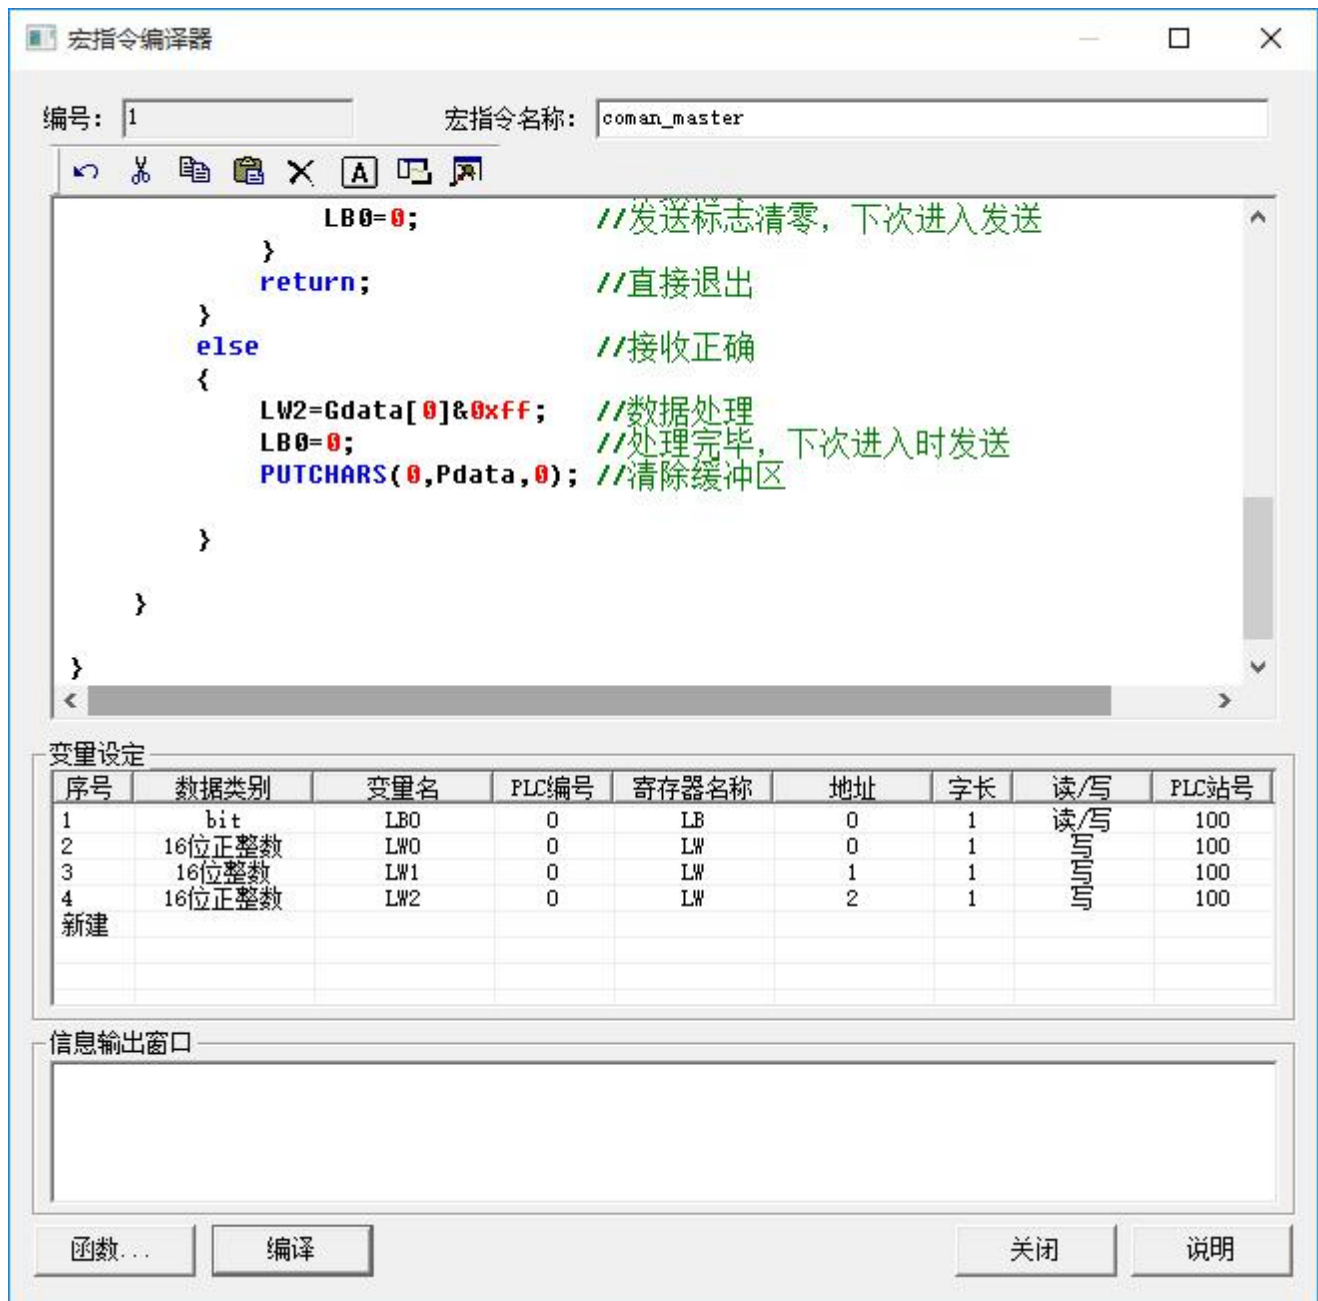 宏指令编译器
编号: 1 宏指令名称: coman_master
LB0=0; //发送标志清零，下次进入发送
}
return; //直接退出
}
else //接收正确
{
LW2=Gdata[0]&0xff; //数据处理
LB0=0; //处理完毕，下次进入时发送
PUTCHARS(0,Pdata,0); //清除缓冲区
}
}
}
变量设定
序号 数据类别 变量名 PLC编号 寄存器名称 地址 字长 读/写 PLC站号
1 bit LB0 0 LB 0 1 读/写 100
2 16位正整数 LW0 0 LW 0 1 写 100
3 16位整数 LW1 0 LW 1 1 写 100
4 16位正整数 LW2 0 LW 2 1 写 100
新建
信息输出窗口
函数... 编译 关闭 说明